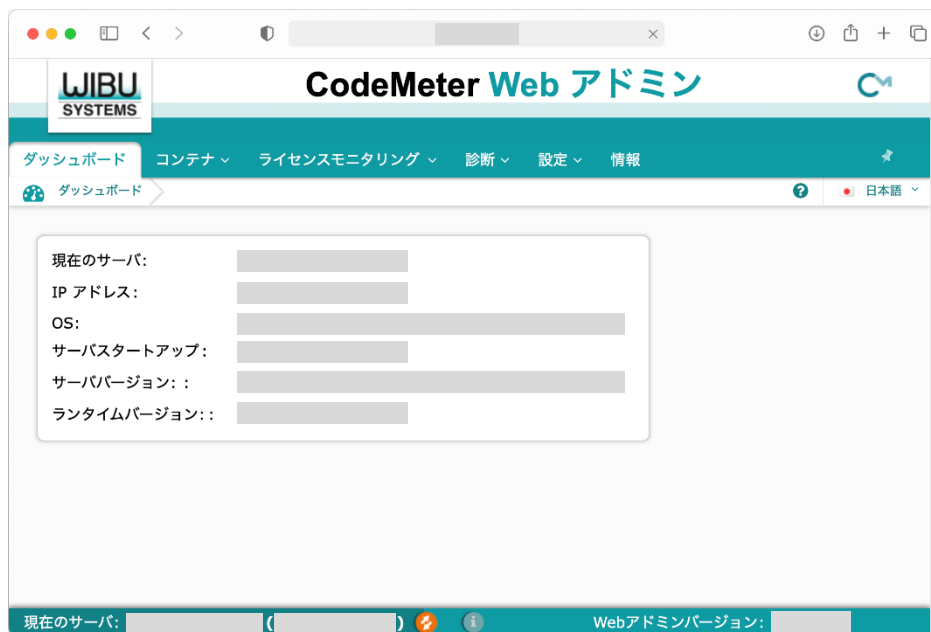 WIBU
SYSTEMS
CodeMeter Web アドミン
ダッシュボード コンテナ ライセンスモニタリング 診断 設定 情報
ダッシュボード ? 日本語
現在のサーバ:
IP アドレス:
OS:
サーバスタートアップ:
サーババージョン: :
ランタイムバージョン: :
現在のサーバ: ( ) i Webアドミンバージョン: